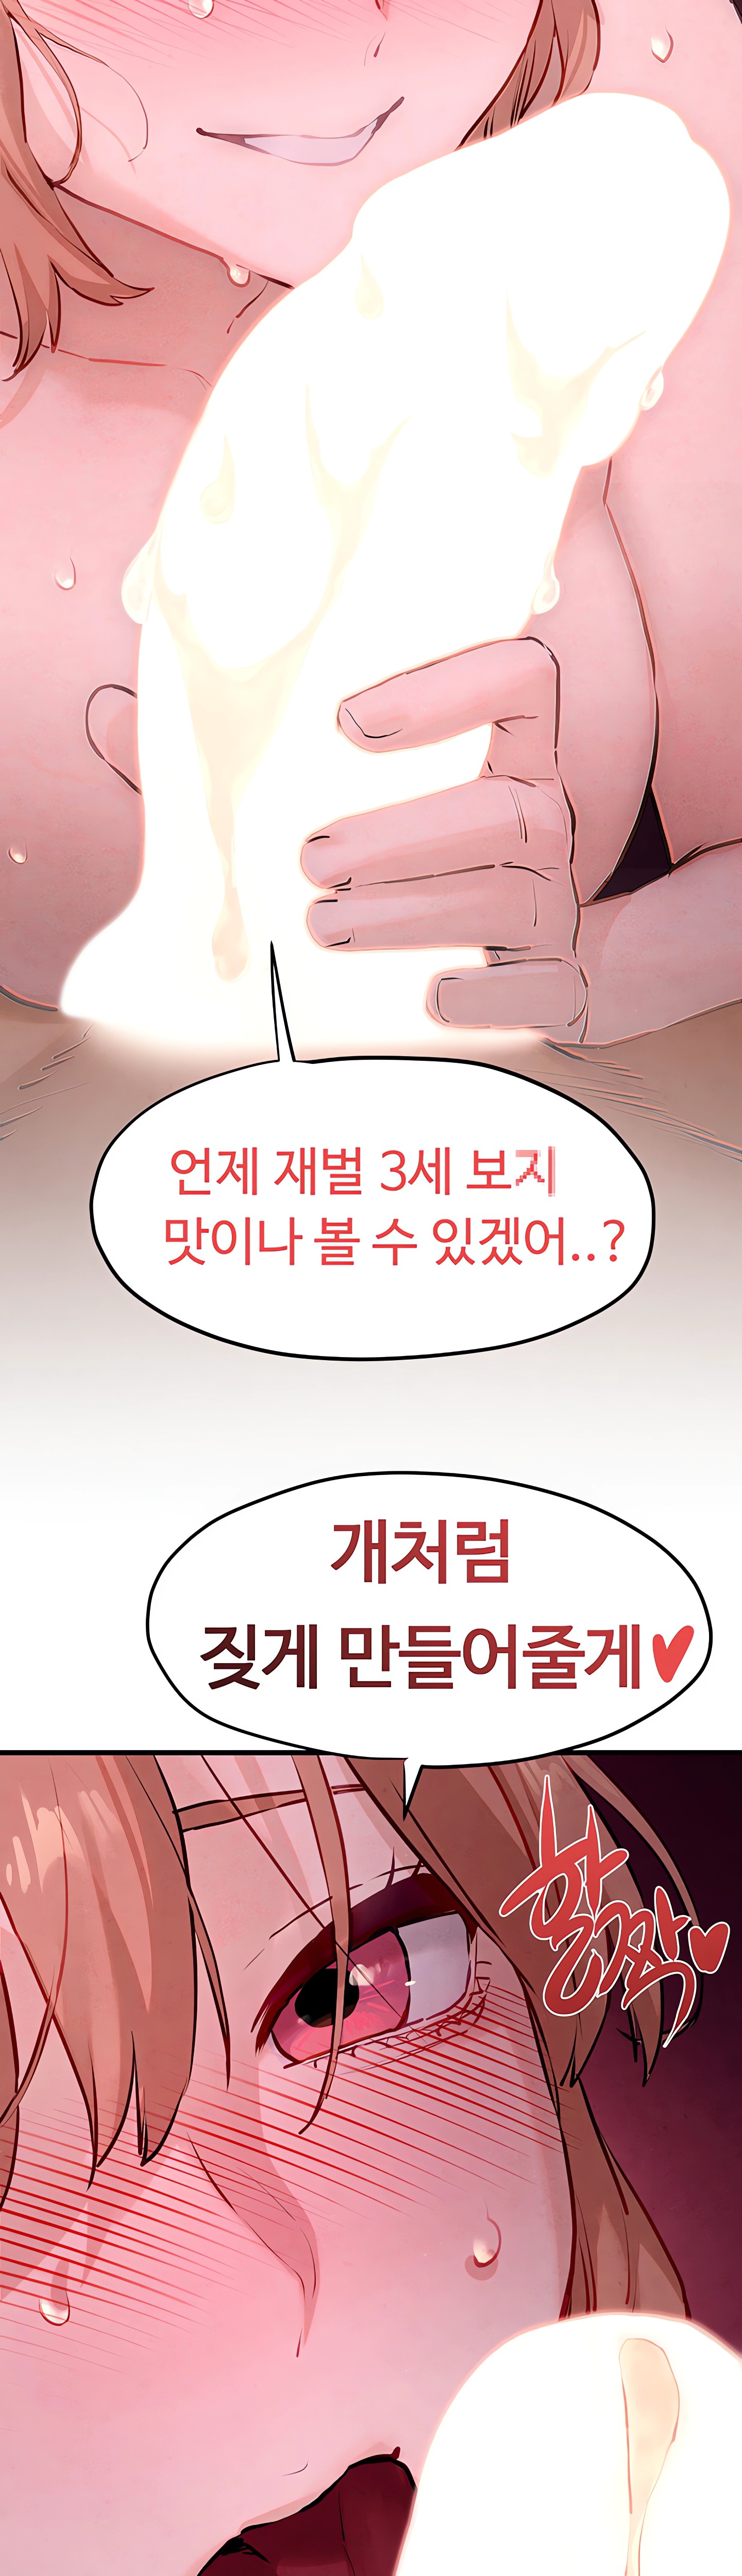 언제 재벌 3세 보지
맛이나 볼 수 있겠어..?
개처럼
짖게 만들어줄게♥
할짝♥